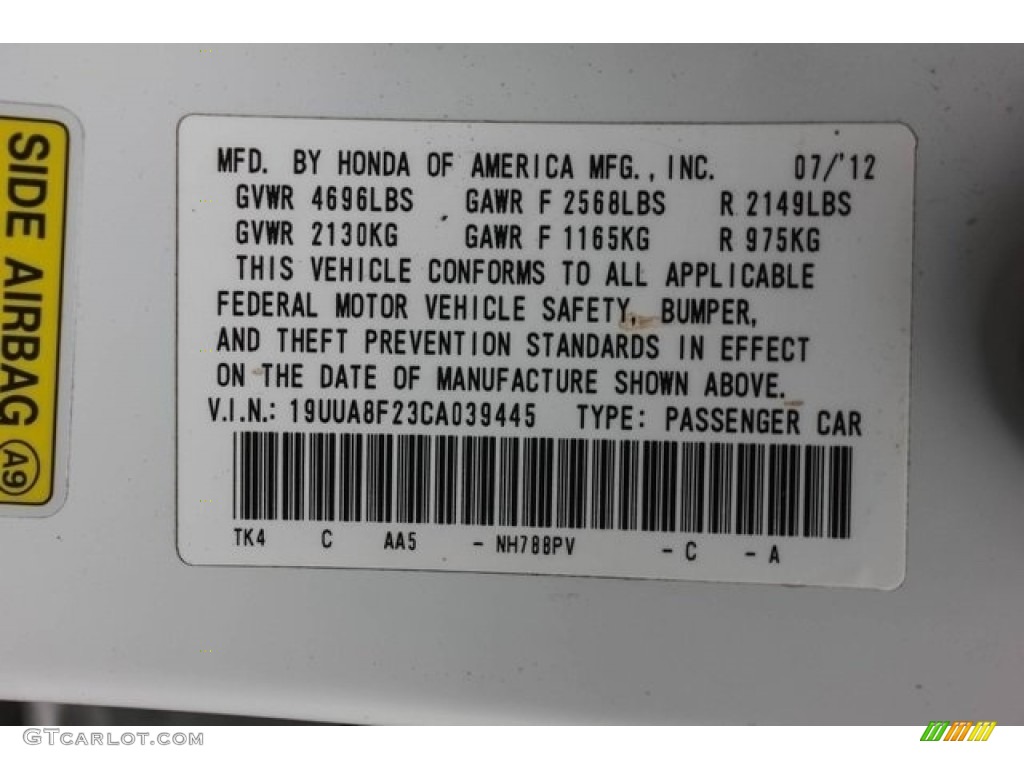 SIDE AIRBAG A9
MFD. BY HONDA OF AMERICA MFG., INC. 07/'12
GVWR 4696LBS GAWR F 2568LBS R 2149LBS
GVWR 2130KG GAWR F 1165KG R 975KG
THIS VEHICLE CONFORMS TO ALL APPLICABLE
FEDERAL MOTOR VEHICLE SAFETY, BUMPER,
AND THEFT PREVENTION STANDARDS IN EFFECT
ON THE DATE OF MANUFACTURE SHOWN ABOVE.
V.I.N.: 19UUA8F23CA039445 TYPE: PASSENGER CAR
TK4 C AA5 - NH788PV - C - A
GTCARLOT.COM